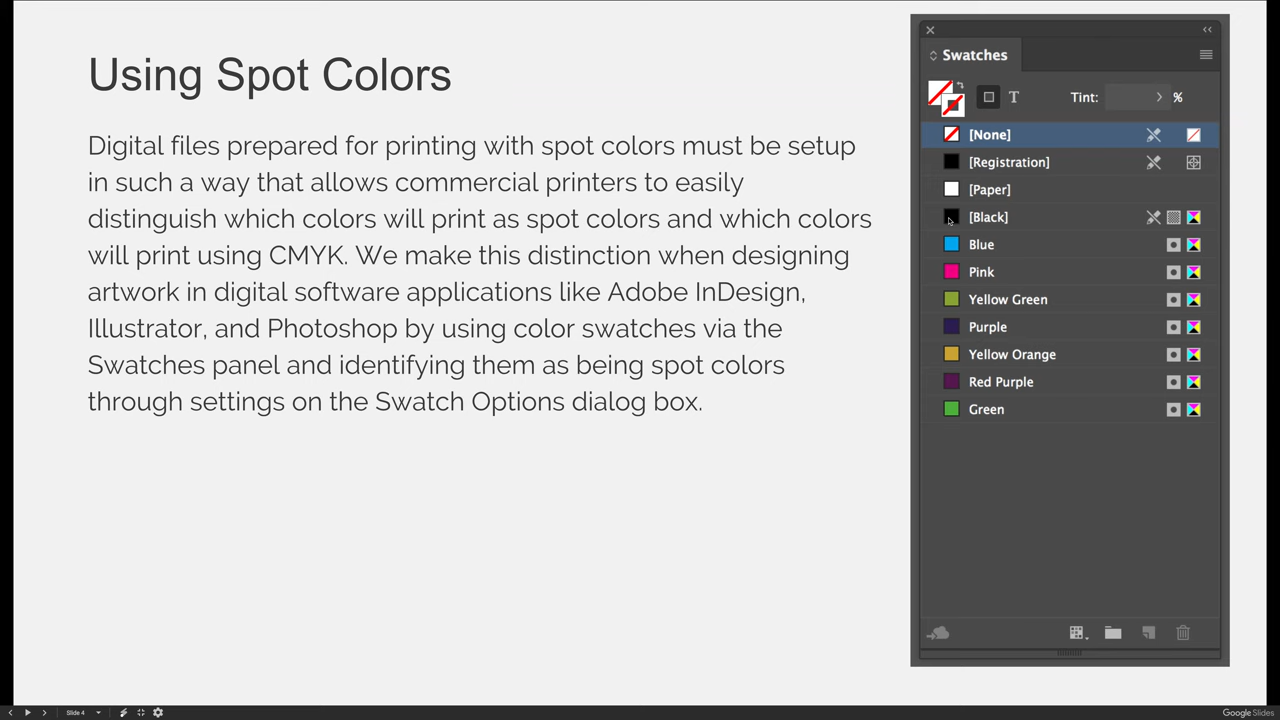 Using Spot Colors
Digital files prepared for printing with spot colors must be setup
in such a way that allows commercial printers to easily
distinguish which colors will print as spot colors and which colors
will print using CMYK. We make this distinction when designing
artwork in digital software applications like Adobe InDesign,
Illustrator, and Photoshop by using color swatches via the
Swatches panel and identifying them as being spot colors
through settings on the Swatch Options dialog box.
Swatches
T Tint: %
[None]
[Registration]
[Paper]
[Black]
Blue
Pink
Yellow Green
Purple
Yellow Orange
Red Purple
Green
Slide 4
Google Slides